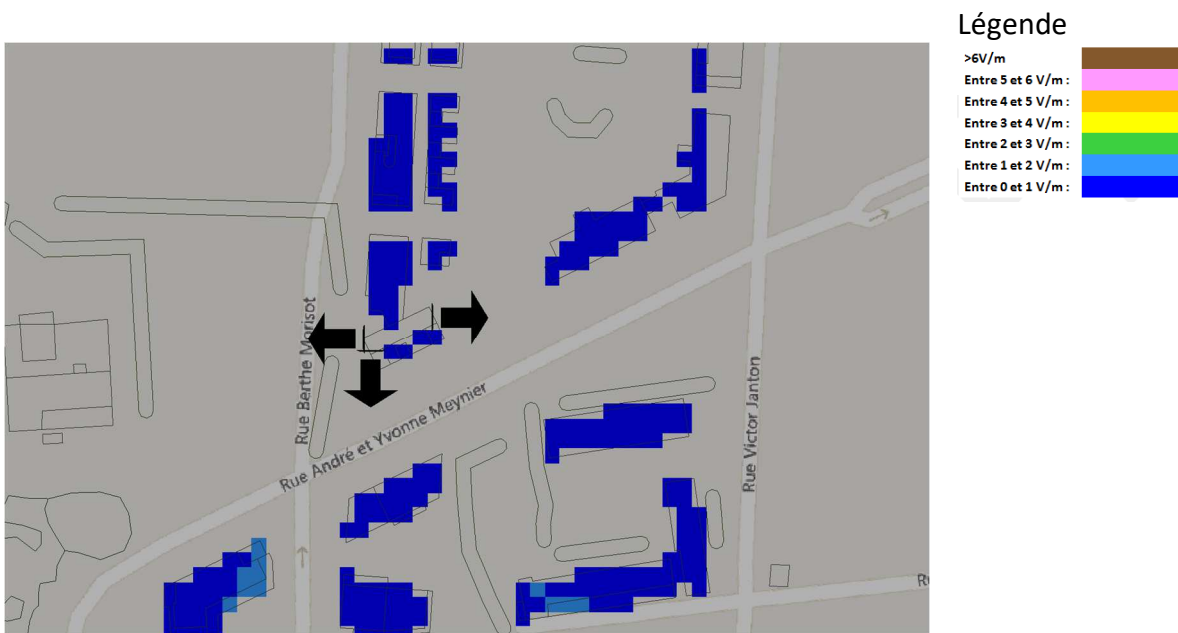 Légende
>6V/m
Entre 5 et 6 V/m :
Entre 4 et 5 V/m :
Entre 3 et 4 V/m :
Entre 2 et 3 V/m :
Entre 1 et 2 V/m :
Entre 0 et 1 V/m :
Rue Berthe Morisot
Rue André et Yvonne Meynier
Rue Victor Janton